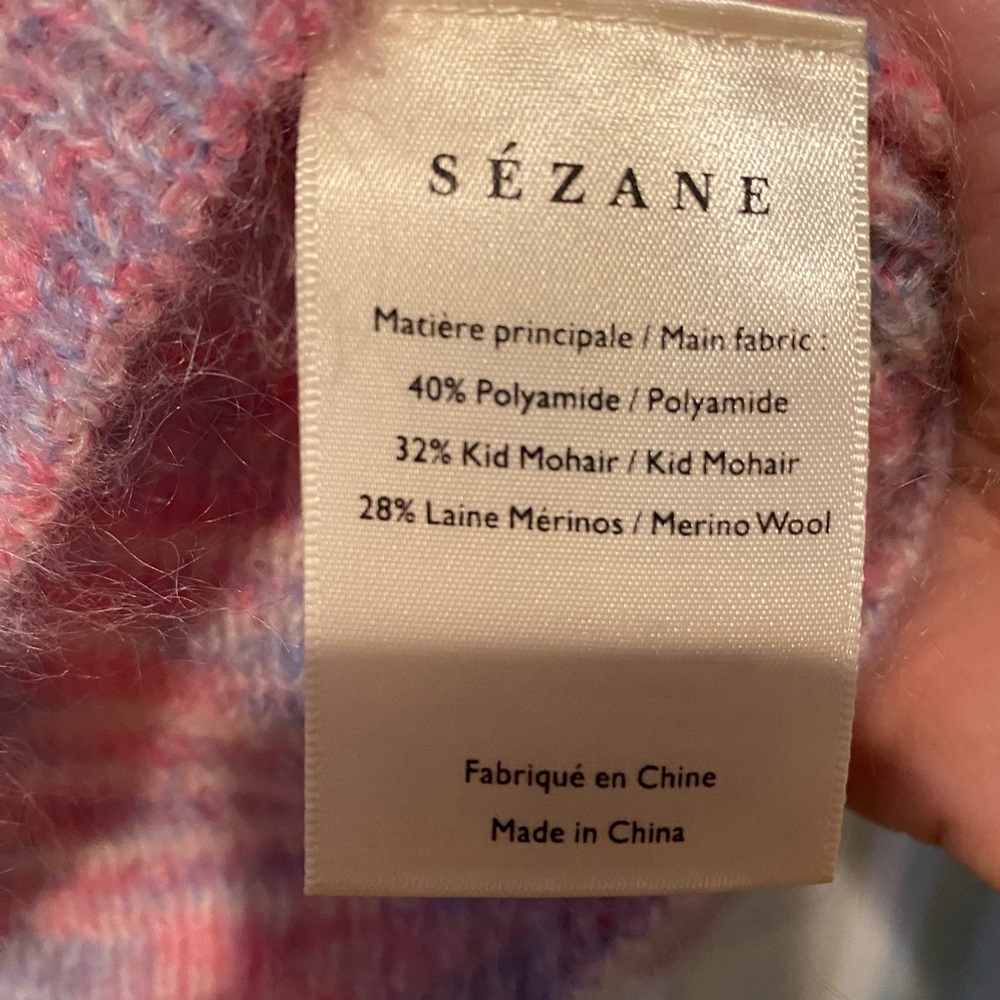 SÉZANE
Matière principale / Main fabric :
40% Polyamide / Polyamide
32% Kid Mohair / Kid Mohair
28% Laine Mérinos / Merino Wool
Fabriqué en Chine
Made in China